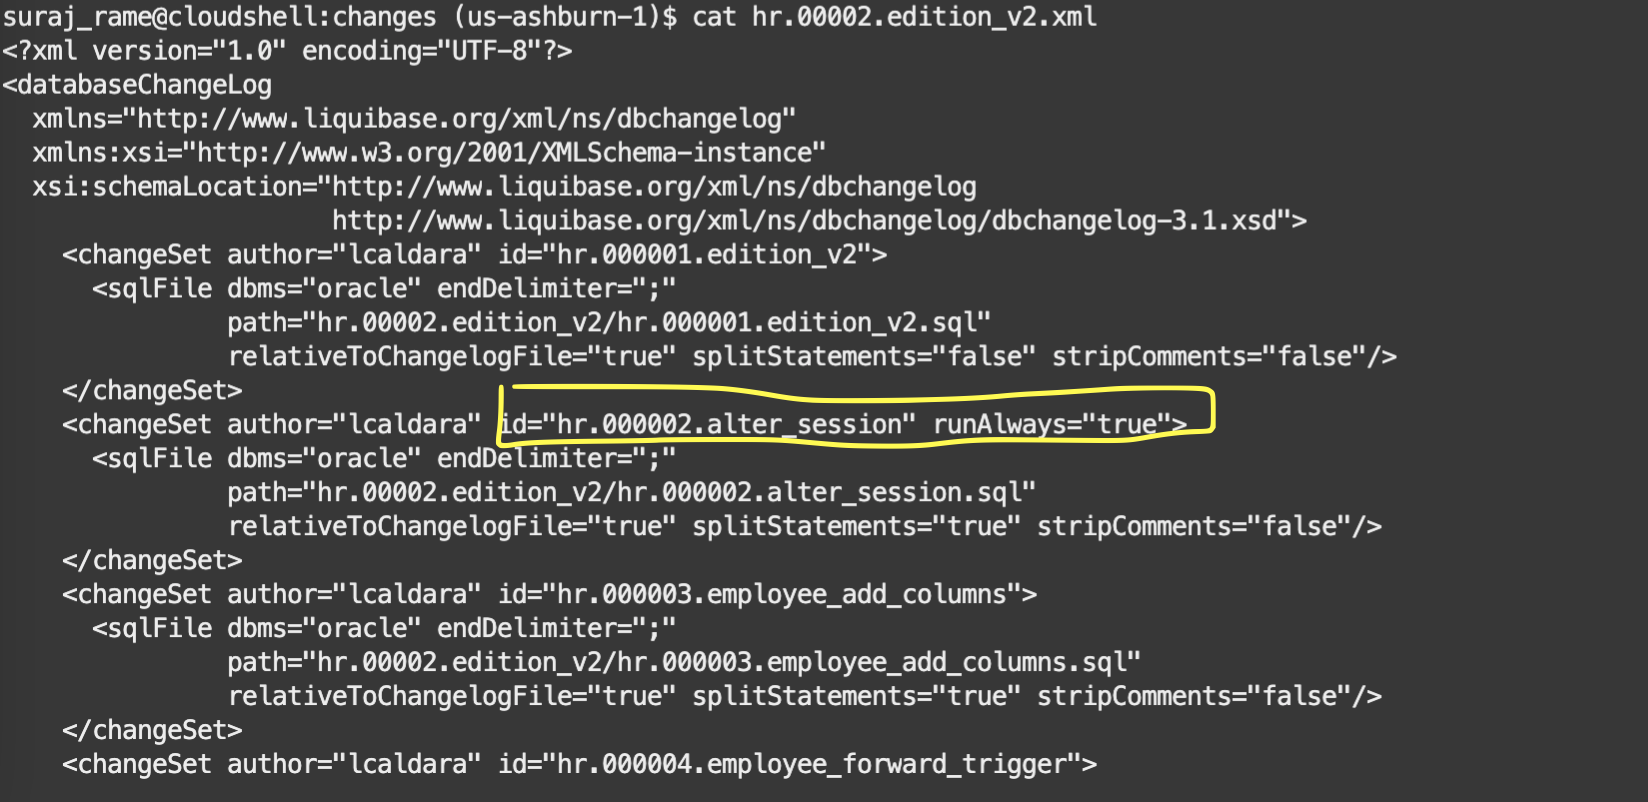 suraj_rame@cloudshell:changes (us-ashburn-1)$ cat hr.00002.edition_v2.xml
<?xml version="1.0" encoding="UTF-8"?>
<databaseChangeLog
  xmlns="http://www.liquibase.org/xml/ns/dbchangelog"
  xmlns:xsi="http://www.w3.org/2001/XMLSchema-instance"
  xsi:schemaLocation="http://www.liquibase.org/xml/ns/dbchangelog
                      http://www.liquibase.org/xml/ns/dbchangelog/dbchangelog-3.1.xsd">
    <changeSet author="lcaldara" id="hr.000001.edition_v2">
      <sqlFile dbms="oracle" endDelimiter=";"
               path="hr.00002.edition_v2/hr.000001.edition_v2.sql"
               relativeToChangelogFile="true" splitStatements="false" stripComments="false"/>
    </changeSet>
    <changeSet author="lcaldara" id="hr.000002.alter_session" runAlways="true">
      <sqlFile dbms="oracle" endDelimiter=";"
               path="hr.00002.edition_v2/hr.000002.alter_session.sql"
               relativeToChangelogFile="true" splitStatements="true" stripComments="false"/>
    </changeSet>
    <changeSet author="lcaldara" id="hr.000003.employee_add_columns">
      <sqlFile dbms="oracle" endDelimiter=";"
               path="hr.00002.edition_v2/hr.000003.employee_add_columns.sql"
               relativeToChangelogFile="true" splitStatements="true" stripComments="false"/>
    </changeSet>
    <changeSet author="lcaldara" id="hr.000004.employee_forward_trigger">